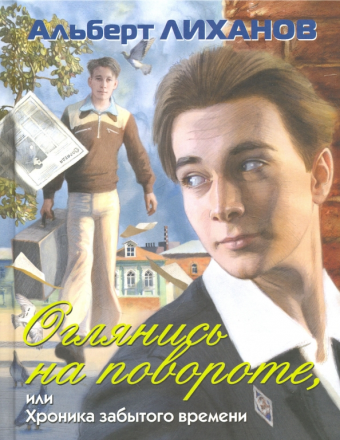 Альберт ЛИХАНОВ
Оглянись
на повороте,
или
Хроника забытого времени